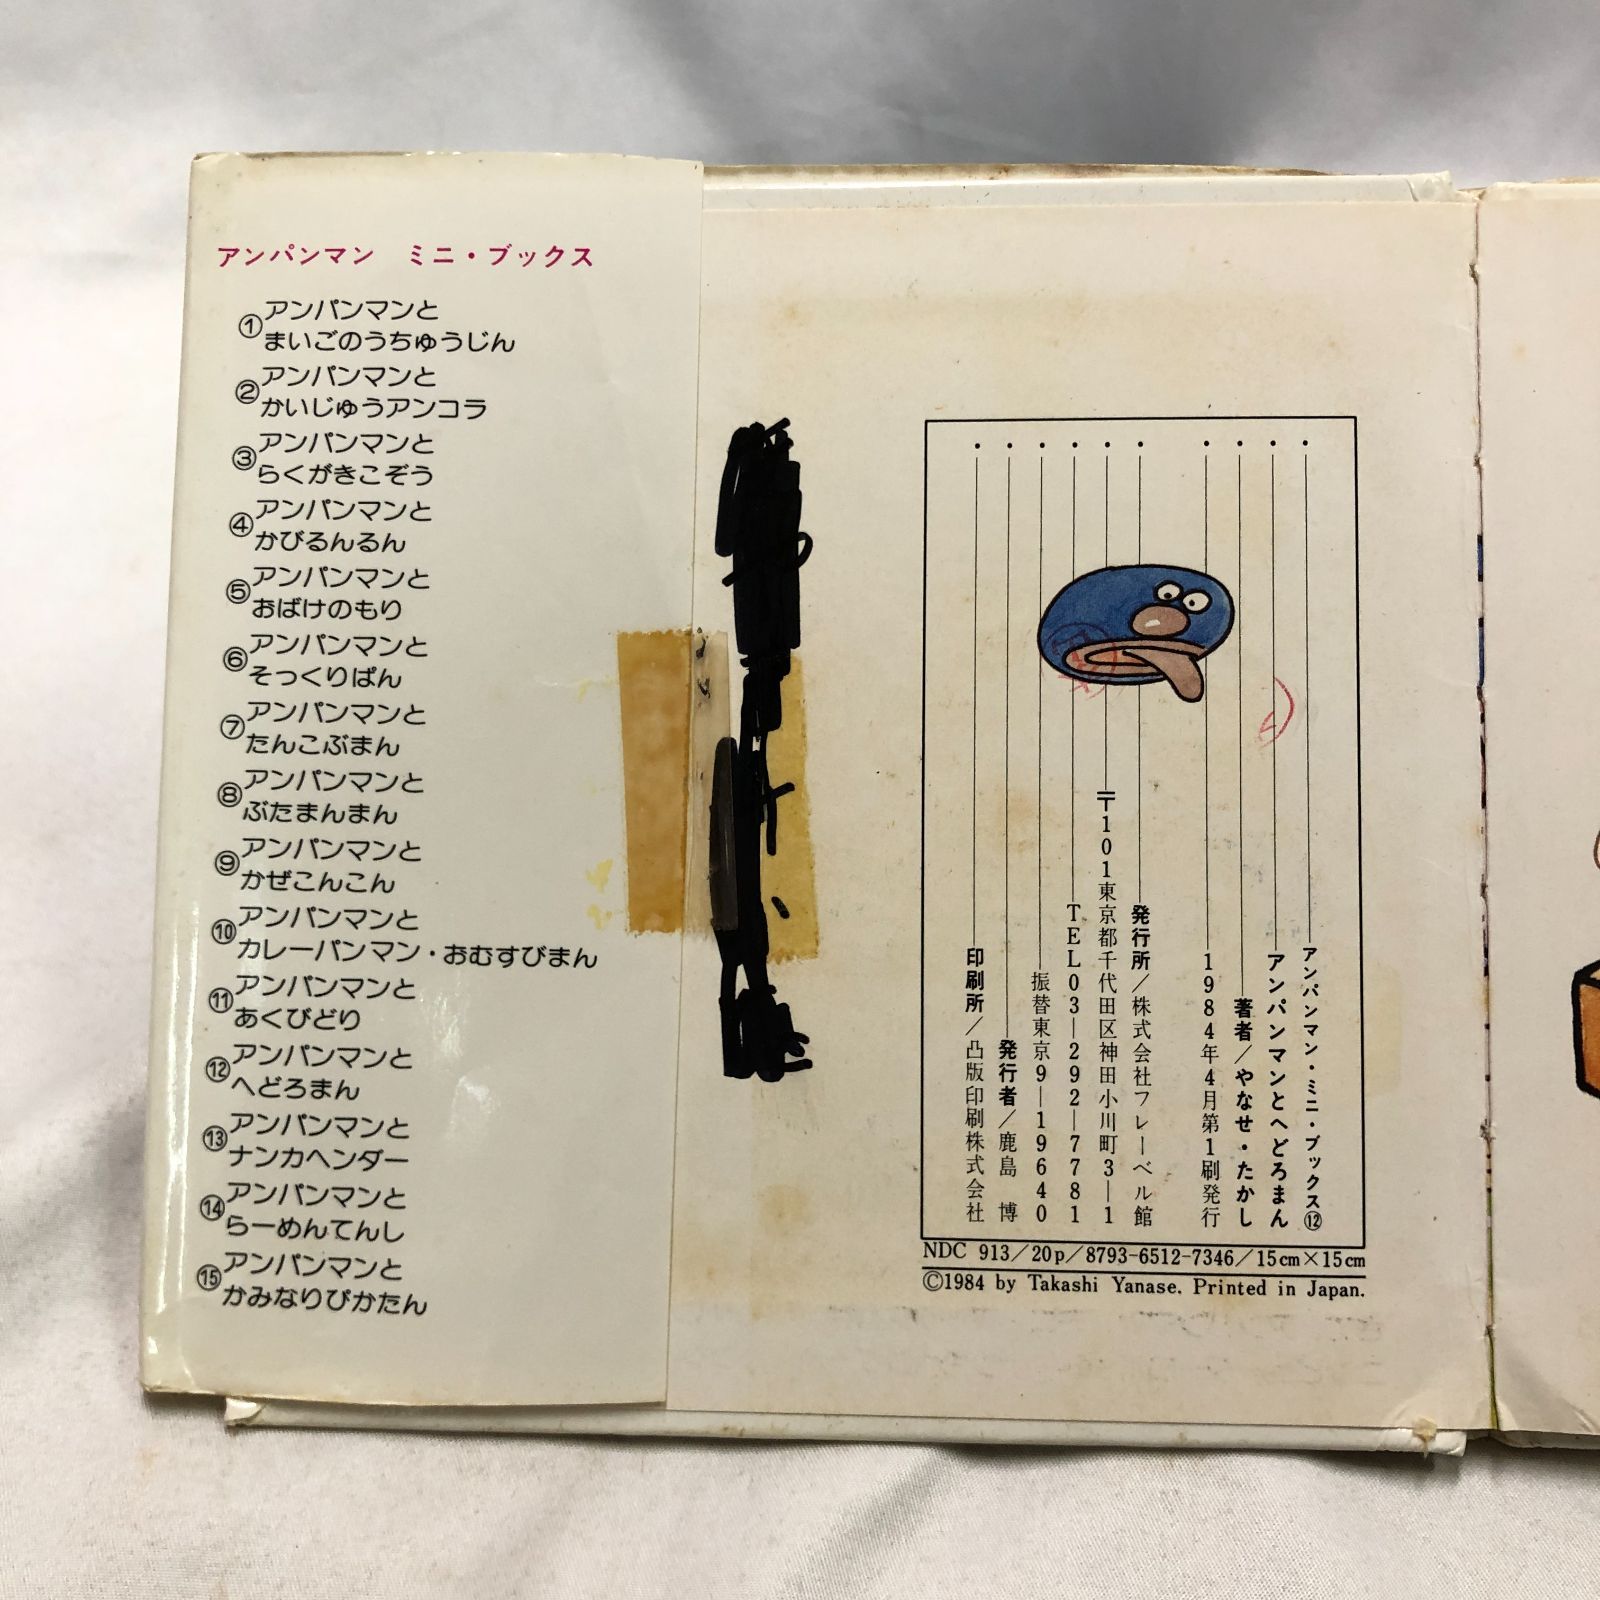 アンパンマン ミニ・ブックス
①アンパンマンと
まいごのうちゅうじん
②アンパンマンと
かいじゅうアンコラ
③アンパンマンと
らくがきこぞう
④アンパンマンと
かびるんるん
⑤アンパンマンと
おばけのもり
⑥アンパンマンと
そっくりぱん
⑦アンパンマンと
たんこぶまん
⑧アンパンマンと
ぶたまんまん
⑨アンパンマンと
かぜこんこん
⑩アンパンマンと
カレーパンマン・おむすびまん
⑪アンパンマンと
あくびどり
⑫アンパンマンと
へどろまん
⑬アンパンマンと
ナンカヘンダー
⑭アンパンマンと
らーめんてんし
⑮アンパンマンと
かみなりぴかたん
アンパンマン・ミニ・ブックス⑫
アンパンマンとへどろまん
著者/やなせ・たかし
1984年4月第1刷発行
発行所/株式会社フレーベル館
〒101東京都千代田区神田小川町3―1
TEL03―292―7781
振替東京9―19640
発行者/鹿島 博
印刷所/凸版印刷株式会社
NDC 913/20p/8793-6512-7346/15cm×15cm
©1984 by Takashi Yanase. Printed in Japan.